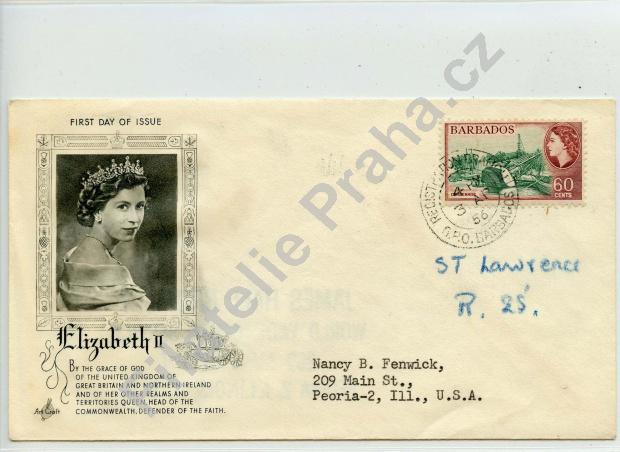 FIRST DAY OF ISSUE
BARBADOS
60
CENTS
REGISTERED
3 AP
56
G.P.O. BARBADOS
ST Lawrence
R. 25.
Elizabeth II
BY THE GRACE OF GOD
OF THE UNITED KINGDOM OF
GREAT BRITAIN AND NORTHERN IRELAND
AND OF HER OTHER REALMS AND
TERRITORIES QUEEN, HEAD OF THE
COMMONWEALTH, DEFENDER OF THE FAITH.
Art Craft
Nancy B. Fenwick,
209 Main St.,
Peoria-2, Ill., U.S.A.
Filatelie Praha.cz